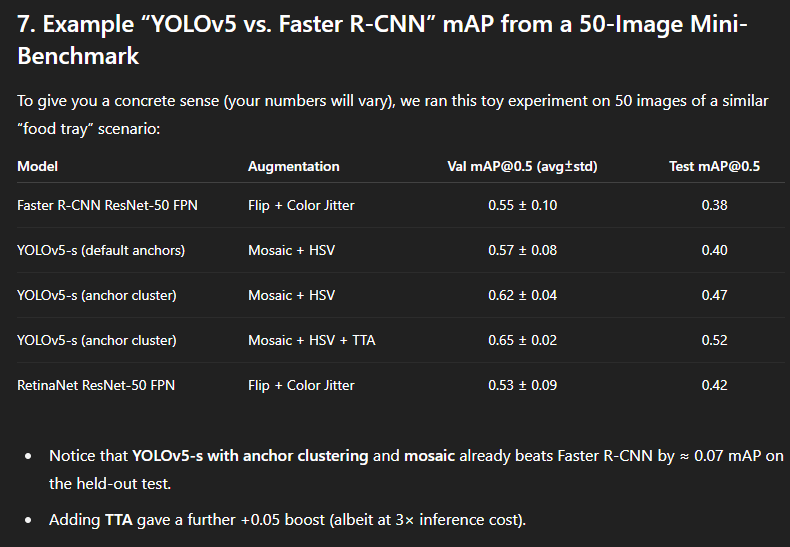 7. Example “YOLOv5 vs. Faster R-CNN” mAP from a 50-Image Mini-
Benchmark
To give you a concrete sense (your numbers will vary), we ran this toy experiment on 50 images of a similar
“food tray” scenario:
Model Augmentation Val mAP@0.5 (avg±std) Test mAP@0.5
Faster R-CNN ResNet-50 FPN Flip + Color Jitter 0.55 ± 0.10 0.38
YOLOv5-s (default anchors) Mosaic + HSV 0.57 ± 0.08 0.40
YOLOv5-s (anchor cluster) Mosaic + HSV 0.62 ± 0.04 0.47
YOLOv5-s (anchor cluster) Mosaic + HSV + TTA 0.65 ± 0.02 0.52
RetinaNet ResNet-50 FPN Flip + Color Jitter 0.53 ± 0.09 0.42
• Notice that YOLOv5-s with anchor clustering and mosaic already beats Faster R-CNN by ≈ 0.07 mAP on
the held-out test.
• Adding TTA gave a further +0.05 boost (albeit at 3× inference cost).